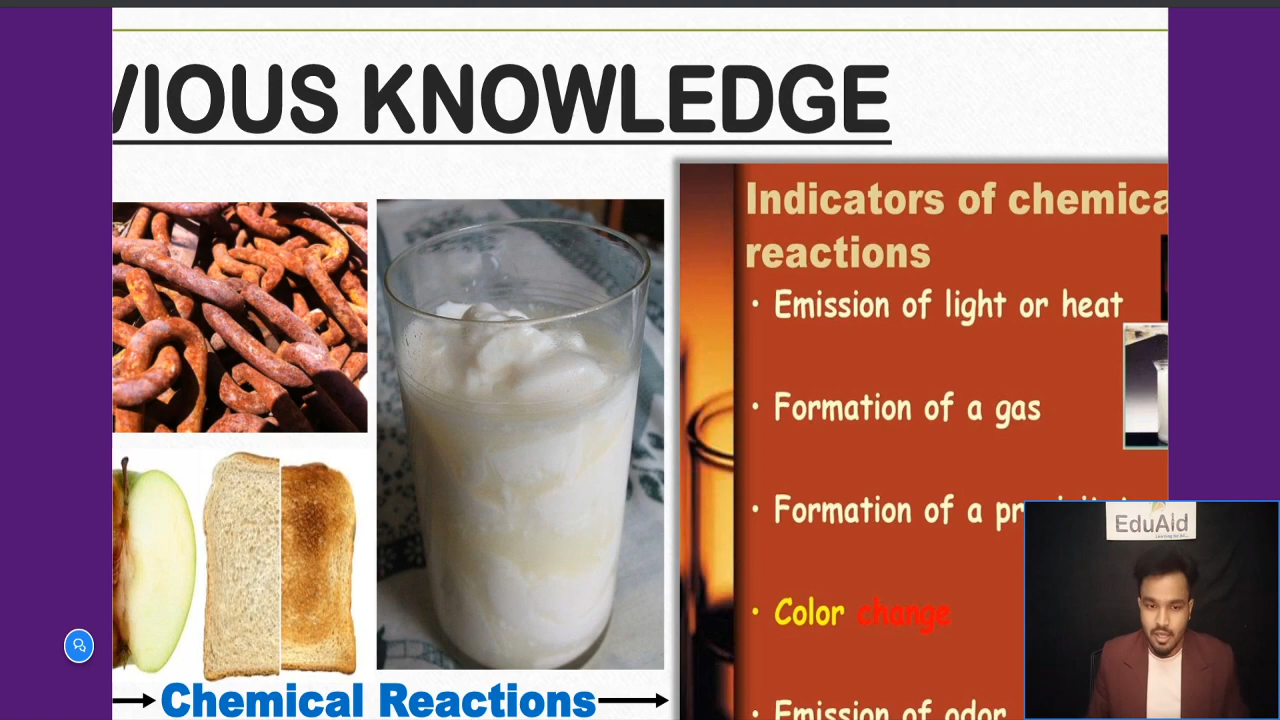 VIOUS KNOWLEDGE
Indicators of chemica
reactions
• Emission of light or heat
• Formation of a gas
• Formation of a
• Color change
• Emission of odor
Chemical Reactions
EduAid